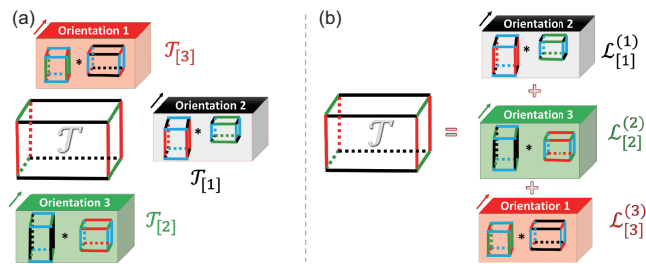 (a)
Orientation 1
*
𝒯[3]
𝒯
Orientation 2
*
𝒯[1]
Orientation 3
*
𝒯[2]
(b)
𝒯
=
Orientation 2
*
ℒ[1](1)
+
Orientation 3
*
ℒ[2](2)
+
Orientation 1
*
ℒ[3](3)